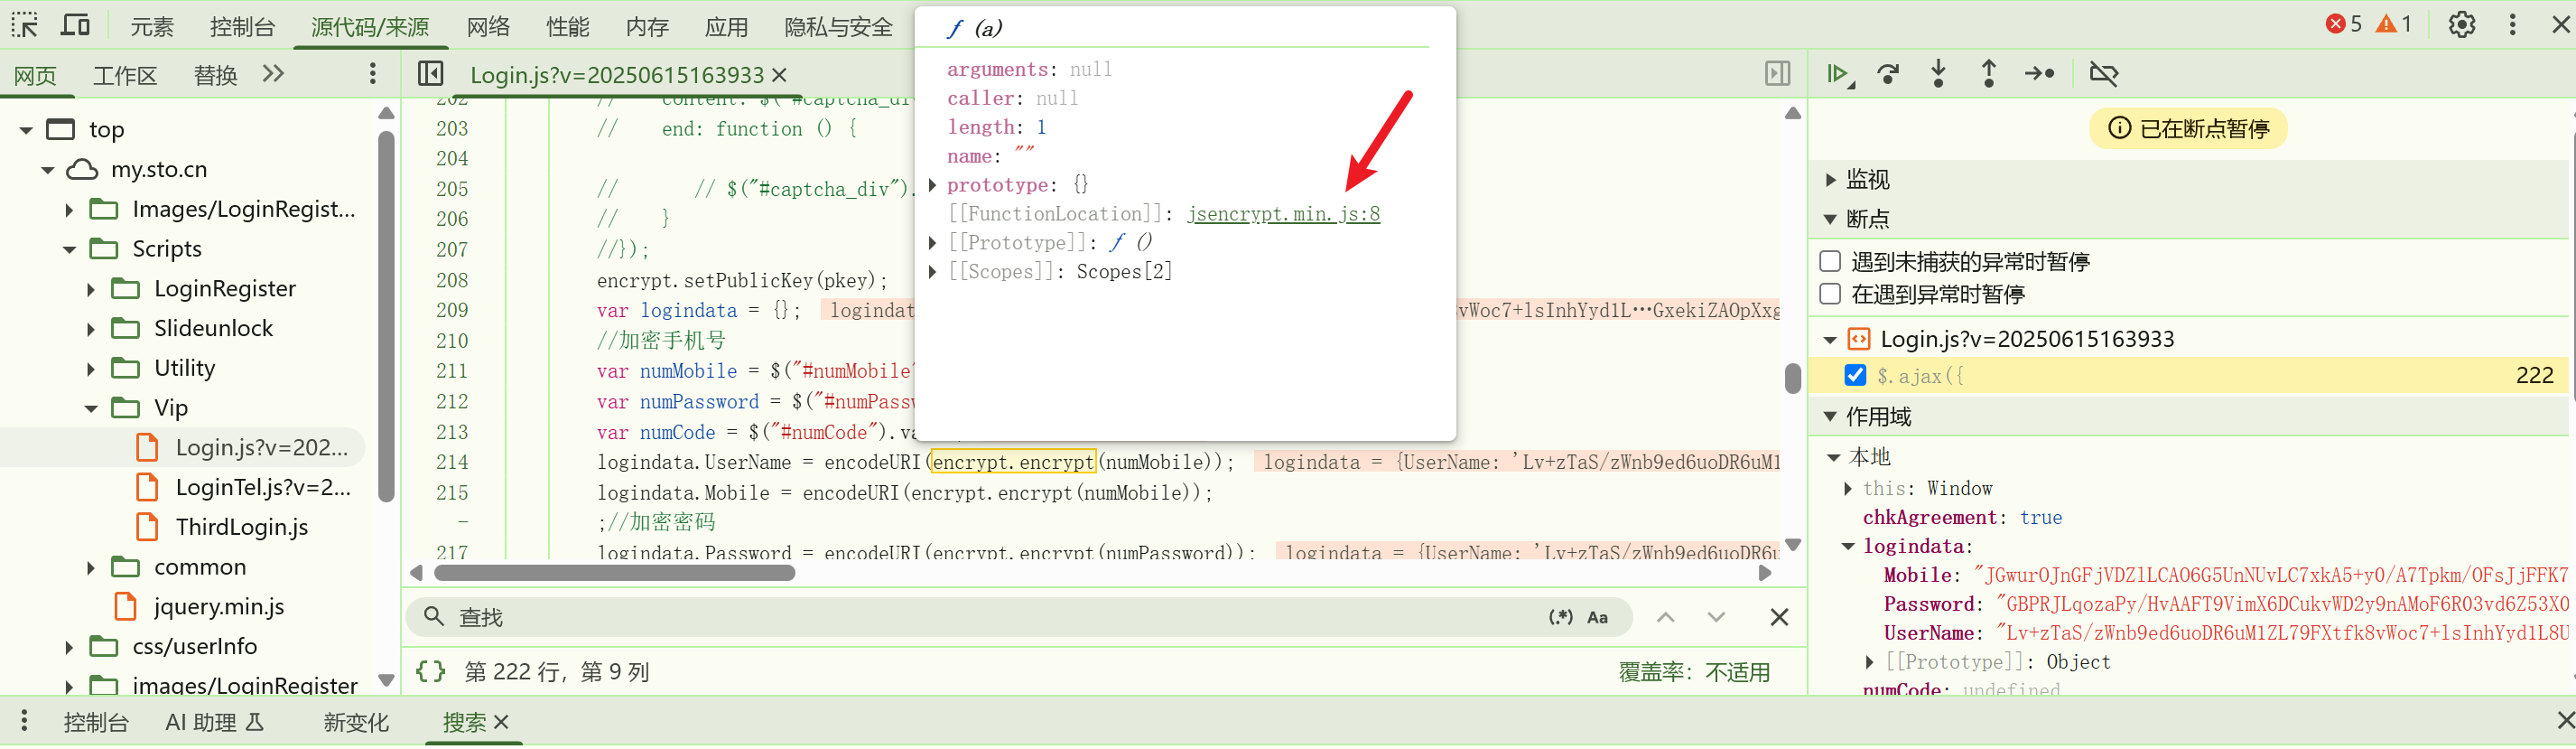 元素 控制台 源代码/来源 网络 性能 内存 应用 隐私与安全 5 1
网页 工作区 替换
top
my.sto.cn
Images/LoginRegist...
Scripts
LoginRegister
Slideunlock
Utility
Vip
Login.js?v=202...
LoginTel.js?v=2...
ThirdLogin.js
common
jquery.min.js
css/userInfo
images/LoginRegister
Login.js?v=20250615163933
202 // content: $("#captcha_div
203 // end: function () {
204
205 // // $("#captcha_div").
206 // }
207 //});
208 encrypt.setPublicKey(pkey);
209 var logindata = {}; logindat vWoc7+lsInhYyd1L…GxekiZAOpXxg
210 //加密手机号
211 var numMobile = $("#numMobile"
212 var numPassword = $("#numPassw
213 var numCode = $("#numCode").va
214 logindata.UserName = encodeURI(encrypt.encrypt(numMobile)); logindata = {UserName: 'Lv+zTaS/zWnb9ed6uoDR6uM1
215 logindata.Mobile = encodeURI(encrypt.encrypt(numMobile));
- ;//加密密码
217 logindata.Password = encodeURI(encrypt.encrypt(numPassword)); logindata = {UserName: 'Lv+zTaS/zWnb9ed6uoDR6u
ƒ (a)
arguments: null
caller: null
length: 1
name: ""
prototype: {}
[[FunctionLocation]]: jsencrypt.min.js:8
[[Prototype]]: ƒ ()
[[Scopes]]: Scopes[2]
查找 (.*) Aa
{} 第 222 行，第 9 列 覆盖率：不适用
已在断点暂停
监视
断点
遇到未捕获的异常时暂停
在遇到异常时暂停
Login.js?v=20250615163933
$.ajax({ 222
作用域
本地
this: Window
chkAgreement: true
logindata:
Mobile: "JGwurOJnGFjVDZlLCAO6G5UnNUvLC7xkA5+y0/A7Tpkm/OFsJjFFK7
Password: "GBPRJLqozaPy/HvAAFT9VimX6DCukvWD2y9nAMoF6R03vd6Z53X0
UserName: "Lv+zTaS/zWnb9ed6uoDR6uM1ZL79FXtfk8vWoc7+lsInhYyd1L8U
[[Prototype]]: Object
numCode: undefined
控制台 AI 助理 新变化 搜索